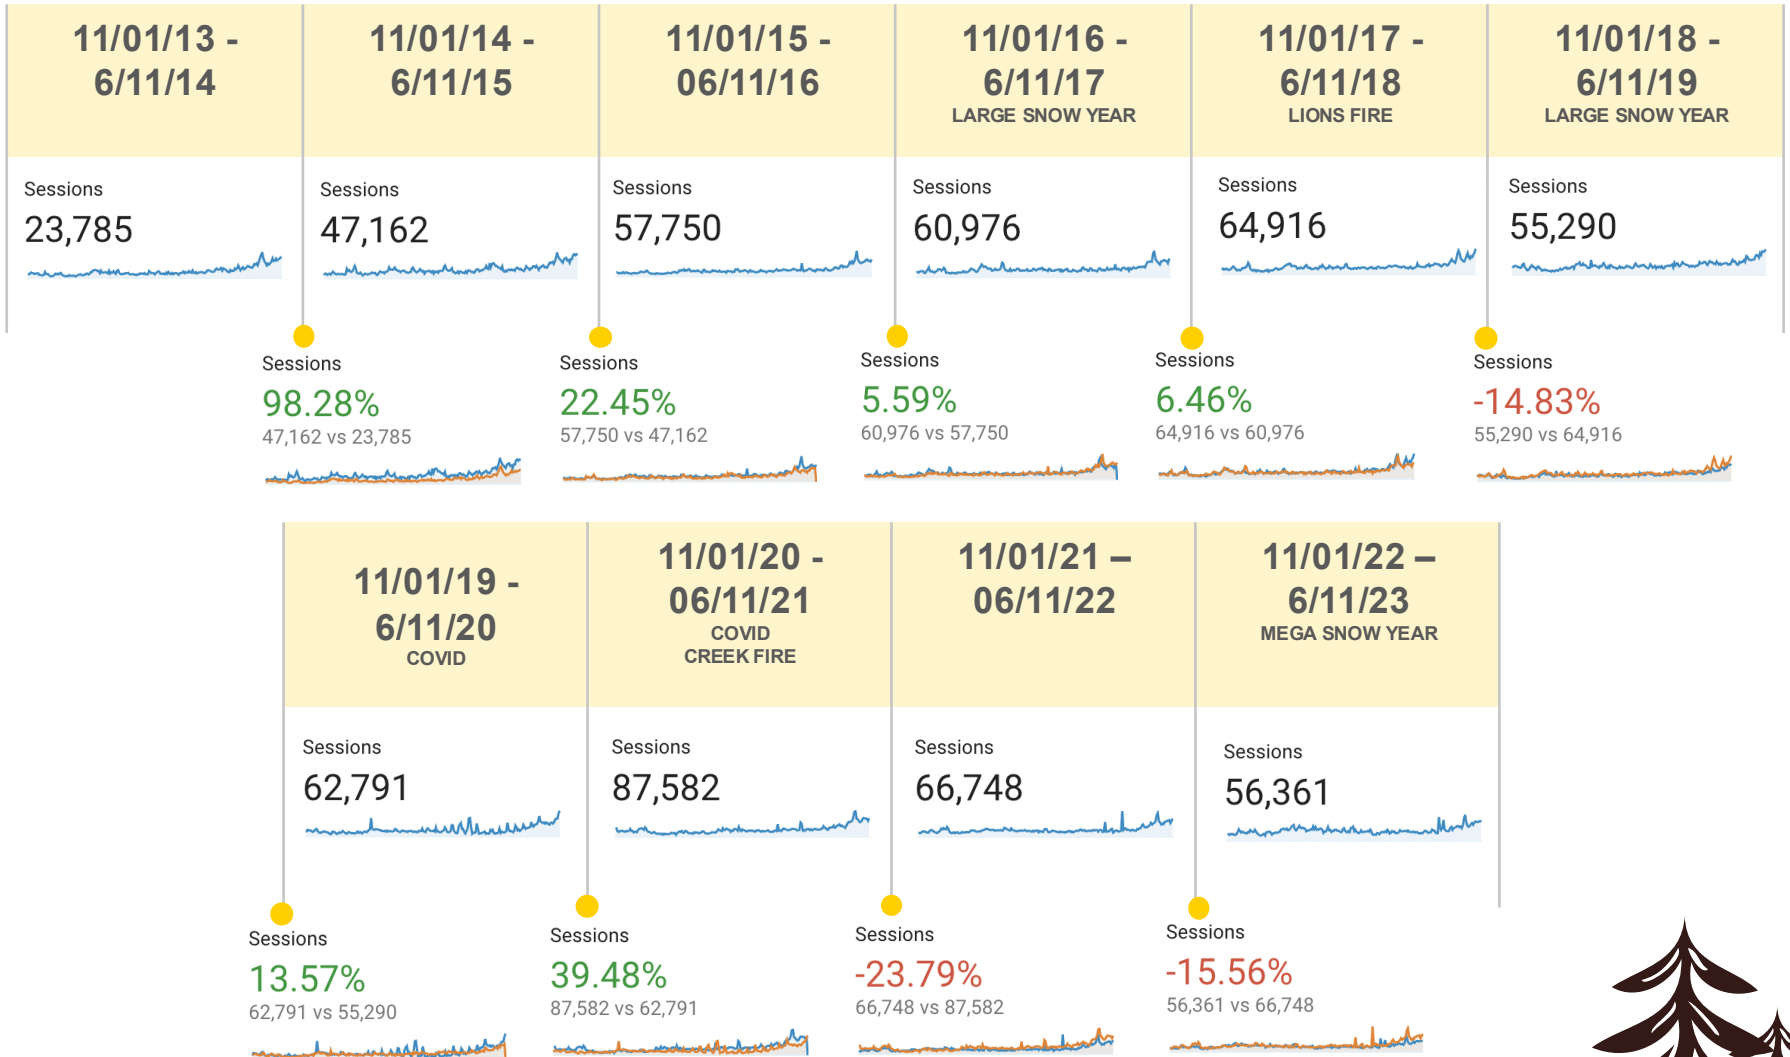 11/01/13 -
6/11/14
11/01/14 -
6/11/15
11/01/15 -
06/11/16
11/01/16 -
6/11/17
LARGE SNOW YEAR
11/01/17 -
6/11/18
LIONS FIRE
11/01/18 -
6/11/19
LARGE SNOW YEAR
Sessions
23,785
Sessions
47,162
Sessions
57,750
Sessions
60,976
Sessions
64,916
Sessions
55,290
Sessions
98.28%
47,162 vs 23,785
Sessions
22.45%
57,750 vs 47,162
Sessions
5.59%
60,976 vs 57,750
Sessions
6.46%
64,916 vs 60,976
Sessions
-14.83%
55,290 vs 64,916
11/01/19 -
6/11/20
COVID
11/01/20 -
06/11/21
COVID
CREEK FIRE
11/01/21 –
06/11/22
11/01/22 –
6/11/23
MEGA SNOW YEAR
Sessions
62,791
Sessions
87,582
Sessions
66,748
Sessions
56,361
Sessions
13.57%
62,791 vs 55,290
Sessions
39.48%
87,582 vs 62,791
Sessions
-23.79%
66,748 vs 87,582
Sessions
-15.56%
56,361 vs 66,748